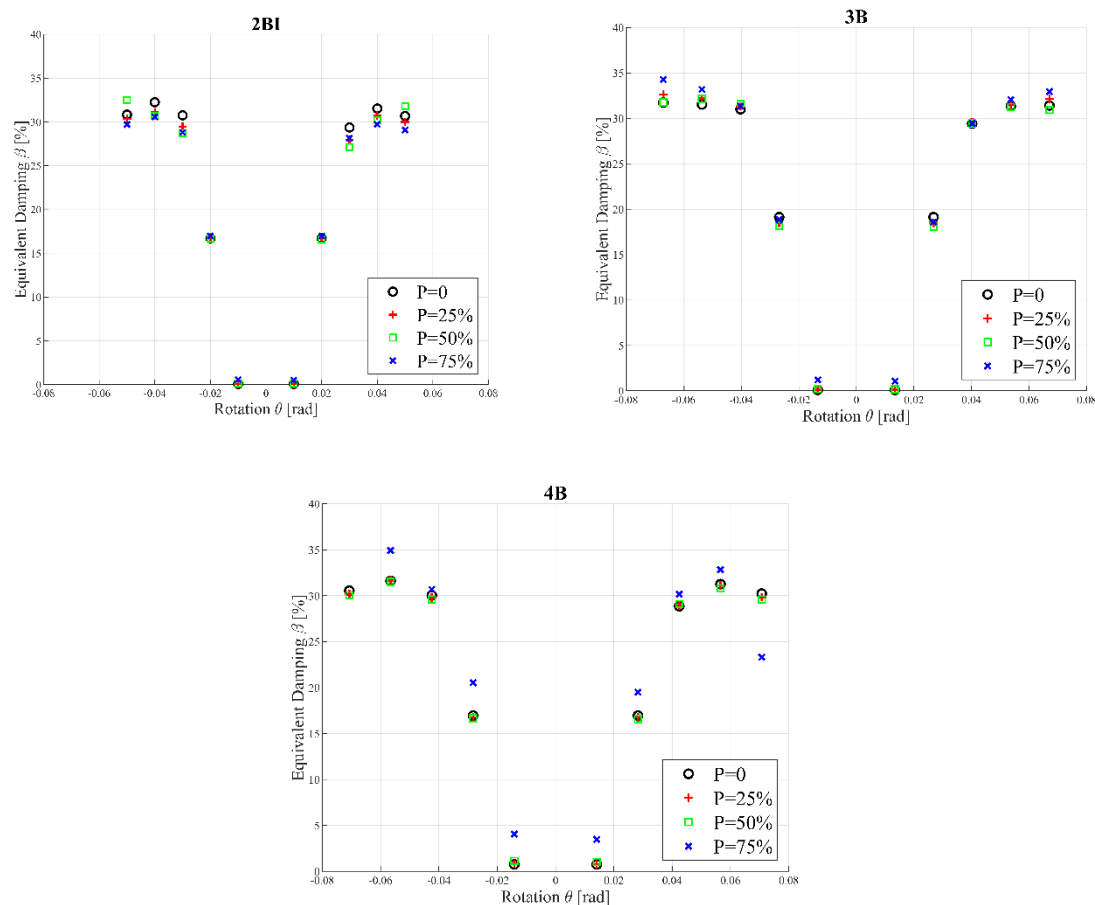 2BI
40
35
30
25
20
15
10
5
0
Equivalent Damping β [%]
-0.08 -0.06 -0.04 -0.02 0 0.02 0.04 0.06 0.08
Rotation θ [rad]
P=0
P=25%
P=50%
P=75%
3B
40
35
30
25
20
15
10
5
0
Equivalent Damping β [%]
-0.08 -0.06 -0.04 -0.02 0 0.02 0.04 0.06 0.08
Rotation θ [rad]
P=0
P=25%
P=50%
P=75%
4B
40
35
30
25
20
15
10
5
0
Equivalent Damping β [%]
-0.08 -0.06 -0.04 -0.02 0 0.02 0.04 0.06 0.08
Rotation θ [rad]
P=0
P=25%
P=50%
P=75%